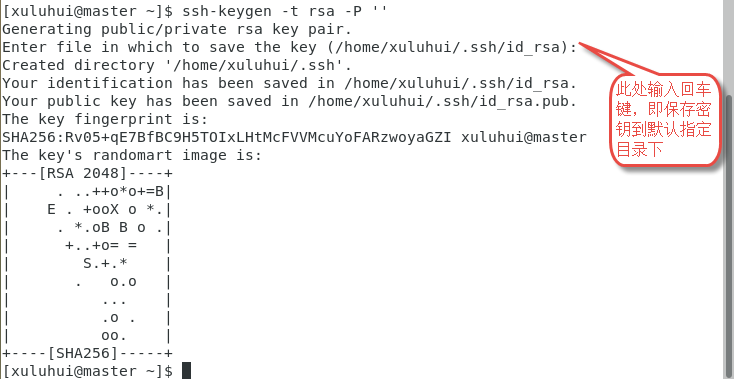 [xuluhui@master ~]$ ssh-keygen -t rsa -P ''
Generating public/private rsa key pair.
Enter file in which to save the key (/home/xuluhui/.ssh/id_rsa):
Created directory '/home/xuluhui/.ssh'.
Your identification has been saved in /home/xuluhui/.ssh/id_rsa.
Your public key has been saved in /home/xuluhui/.ssh/id_rsa.pub.
The key fingerprint is:
SHA256:Rv05+qE7BfBC9H5TOIxLHtMcFVVMcuYoFARzwoyaGZI xuluhui@master
The key's randomart image is:
+---[RSA 2048]----+
|     . ..++o*o+=B|
|    E . +ooX o *.|
|     . *.oB B o .|
|      +..+o= =   |
|        S.+.*    |
|       .   o.o   |
|          ...    |
|          .o .   |
|          oo.    |
+----[SHA256]-----+
[xuluhui@master ~]$
此处输入回车
键，即保存密
钥到默认指定
目录下